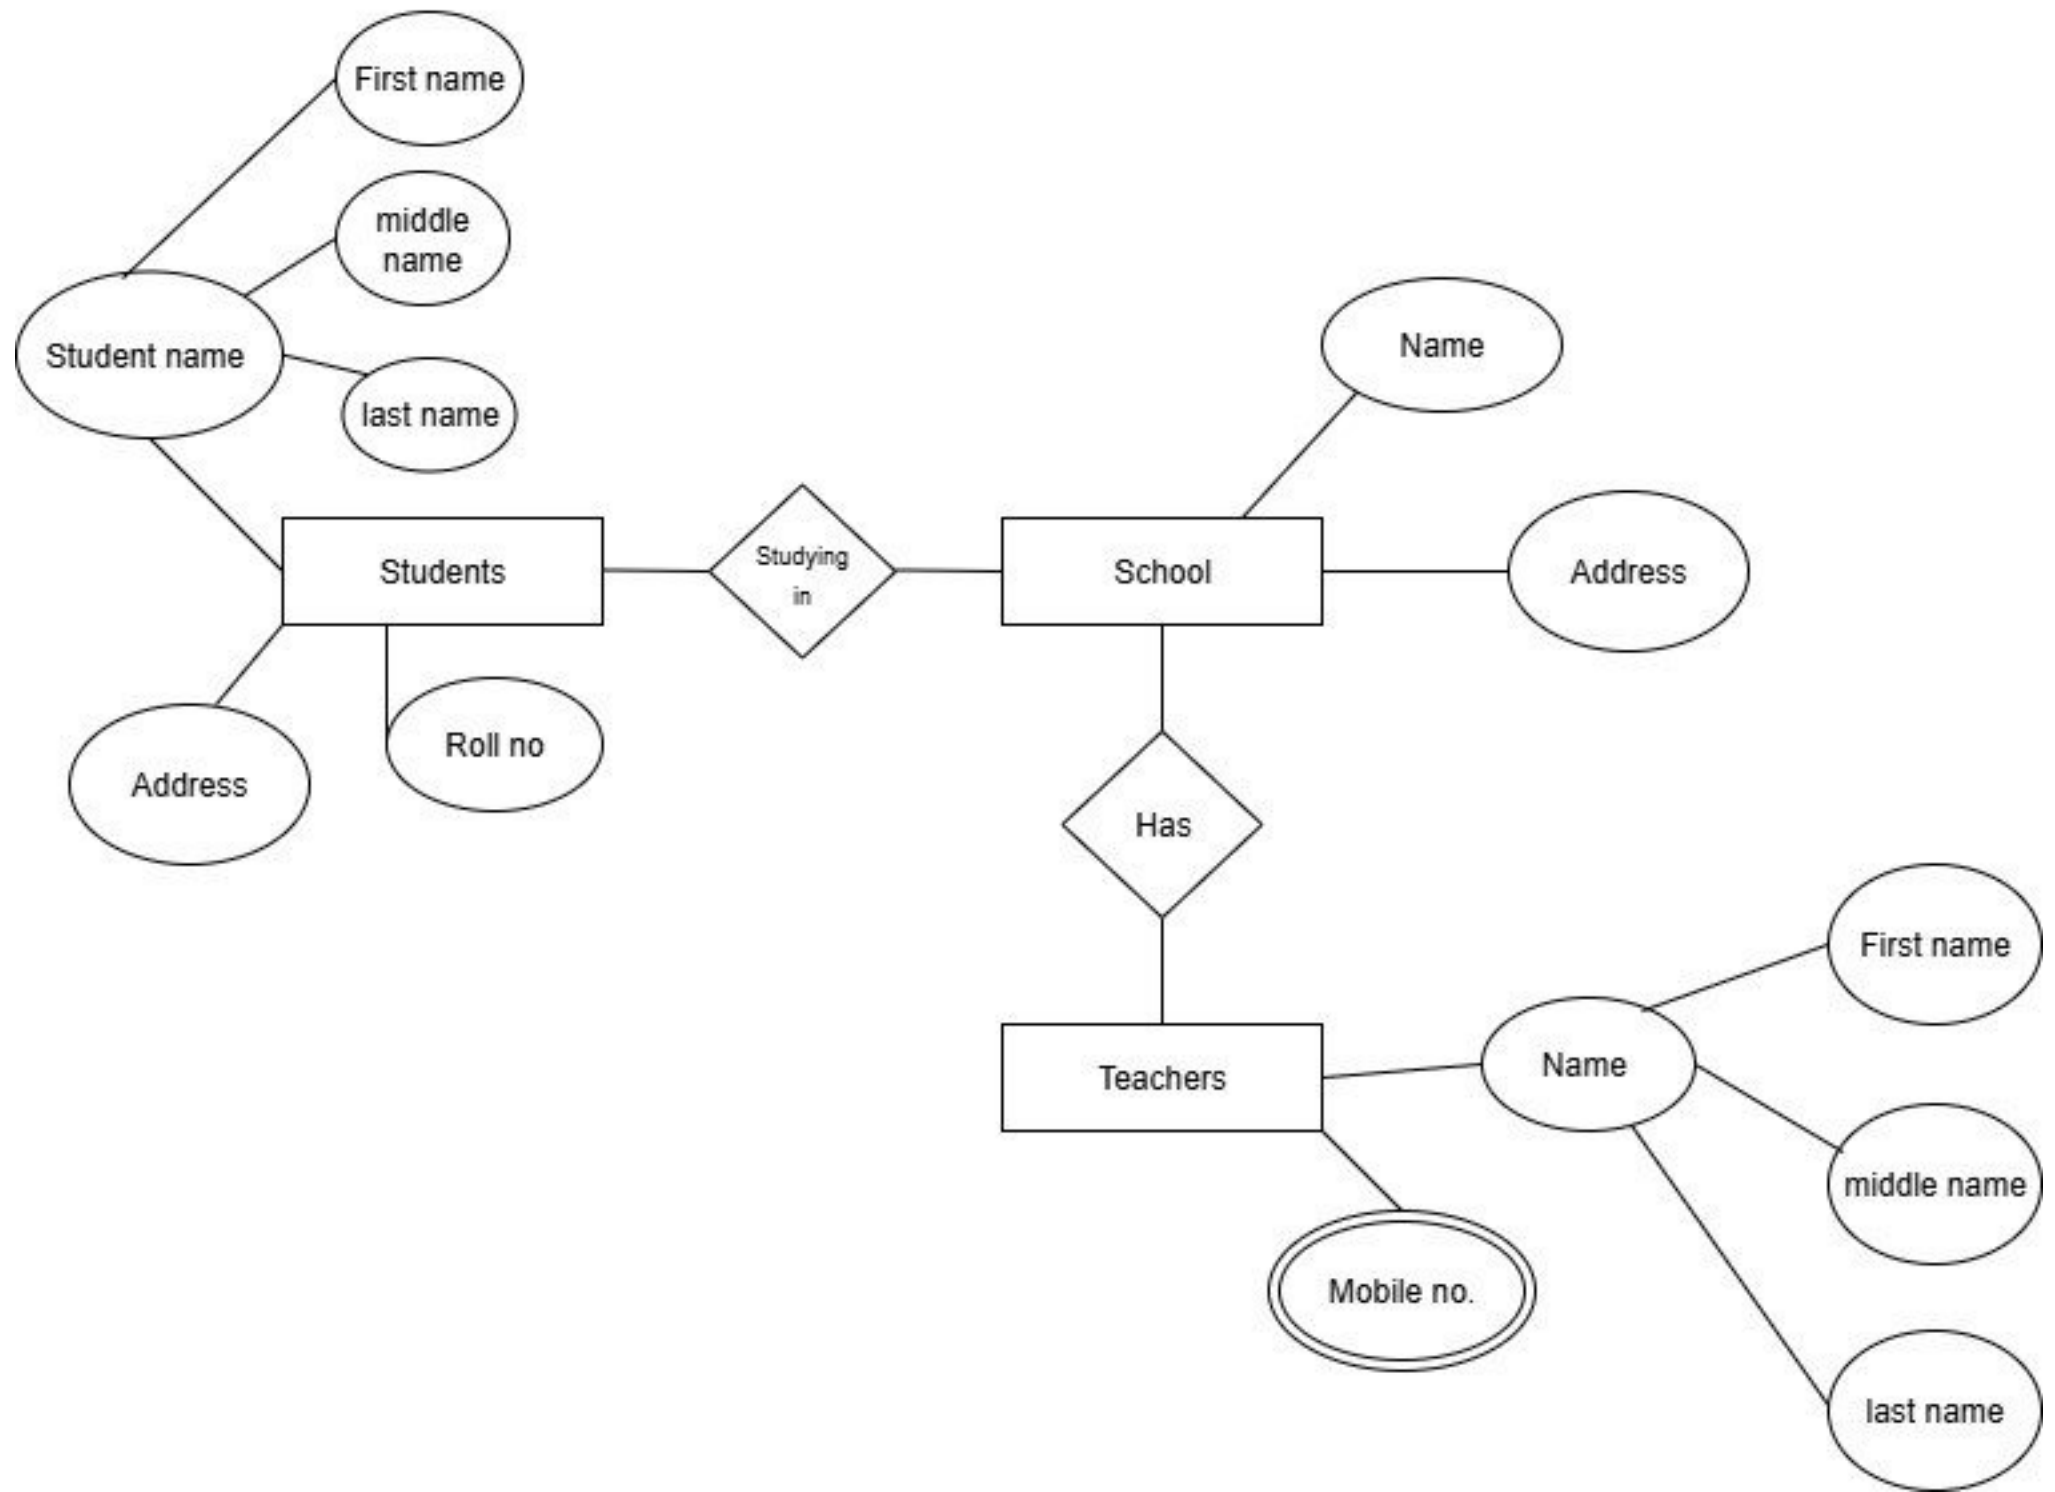 First name
middle
name
Student name
last name
Name
Students
Studying
in
School
Address
Address
Roll no
Has
First name
Teachers
Name
middle name
Mobile no.
last name